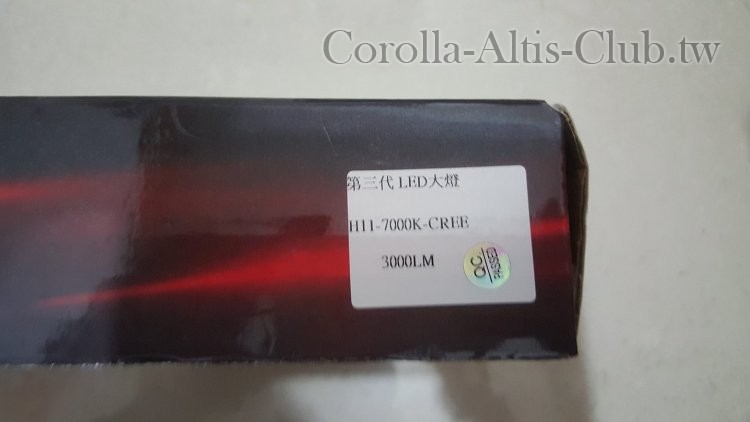 Corolla-Altis-Club.tw
第三代 LED大燈
H11-7000K-CREE
3000LM
QC
PASSED